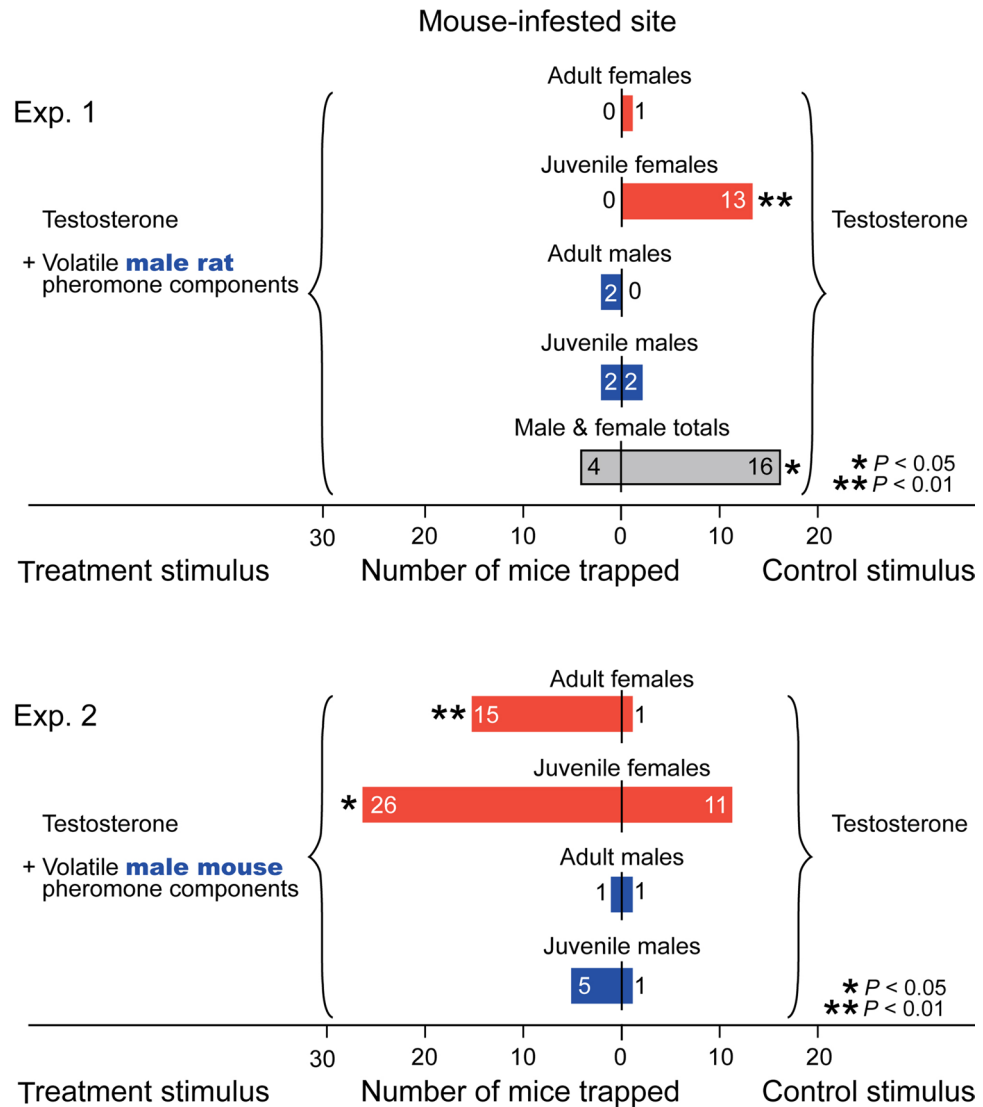 Mouse-infested site
Exp. 1
Adult females
0 1
Juvenile females
0 13 **
Testosterone
+ Volatile male rat
pheromone components
Testosterone
Adult males
2 0
Juvenile males
2 2
Male & female totals
4 16 *
* P < 0.05
** P < 0.01
30 20 10 0 10 20
Treatment stimulus Number of mice trapped Control stimulus
Exp. 2
Adult females
** 15 1
Juvenile females
* 26 11
Testosterone
+ Volatile male mouse
pheromone components
Testosterone
Adult males
1 1
Juvenile males
5 1
* P < 0.05
** P < 0.01
30 20 10 0 10 20
Treatment stimulus Number of mice trapped Control stimulus